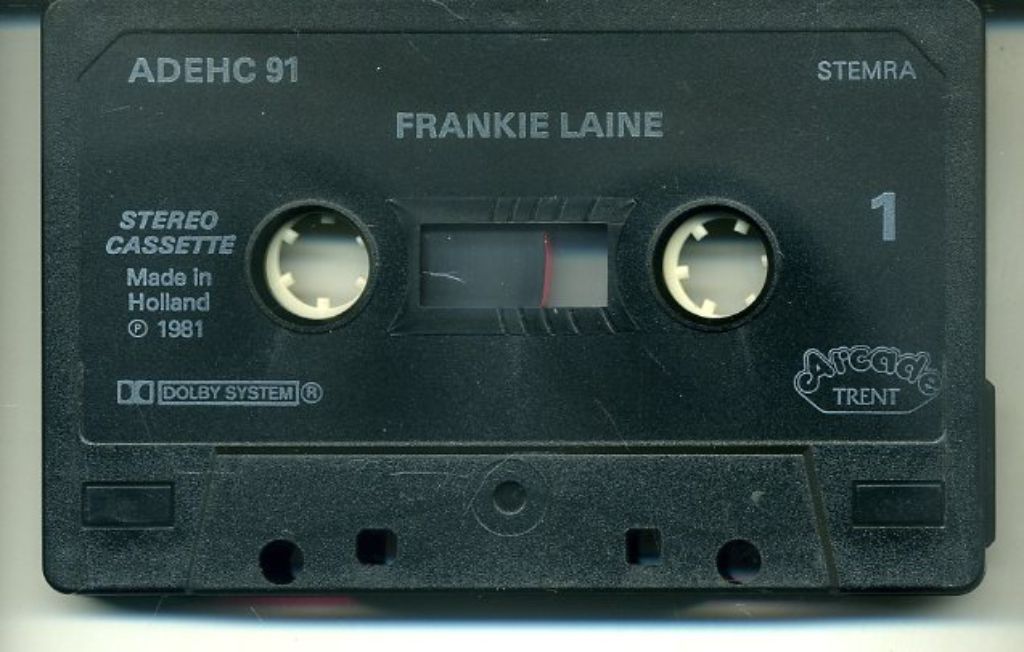 ADEHC 91
STEMRA
FRANKIE LAINE
1
STEREO
CASSETTE
Made in
Holland
℗ 1981
DOLBY SYSTEM ®
Arcade
TRENT